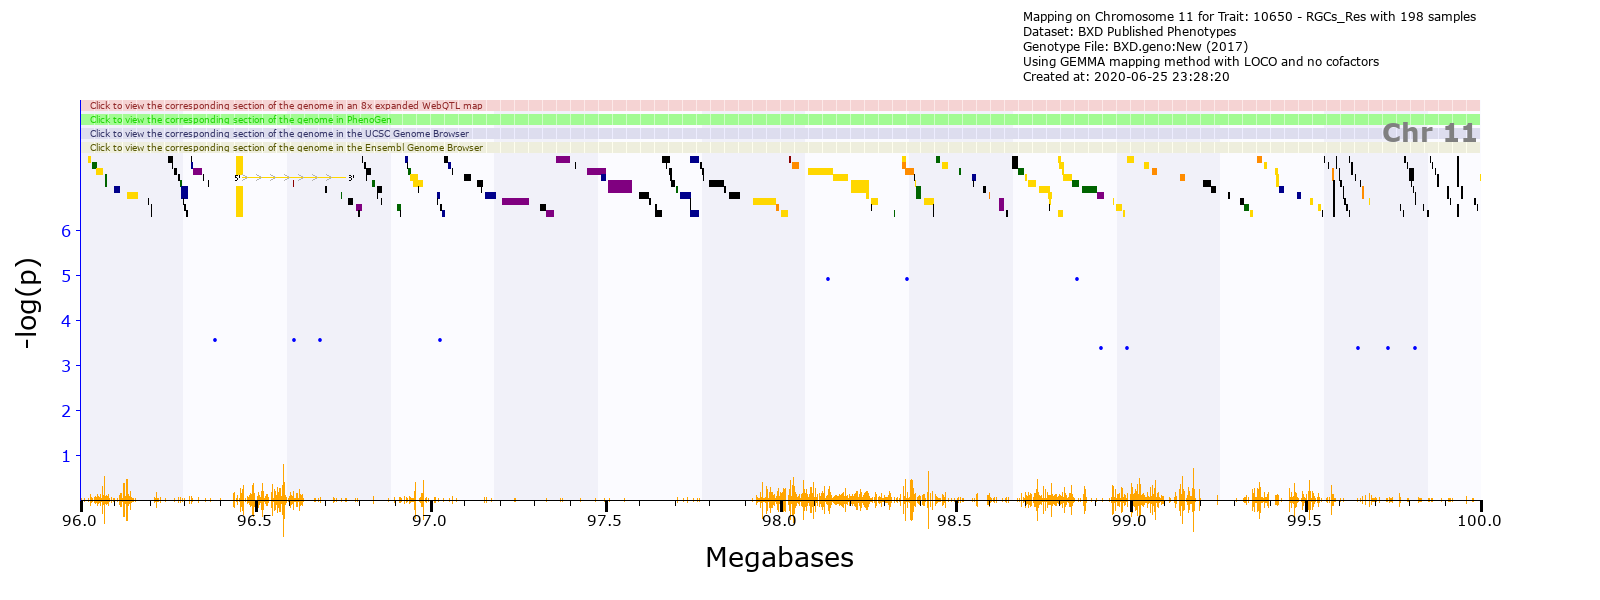 Mapping on Chromosome 11 for Trait: 10650 - RGCs_Res with 198 samples
Dataset: BXD Published Phenotypes
Genotype File: BXD.geno:New (2017)
Using GEMMA mapping method with LOCO and no cofactors
Created at: 2020-06-25 23:28:20
Click to view the corresponding section of the genome in an 8x expanded WebQTL map
Click to view the corresponding section of the genome in PhenoGen
Click to view the corresponding section of the genome in the UCSC Genome Browser
Chr 11
Click to view the corresponding section of the genome in the Ensembl Genome Browser
5' 3'
6
5
4
3
2
1
-log(p)
96.0 96.5 97.0 97.5 98.0 98.5 99.0 99.5 100.0
Megabases